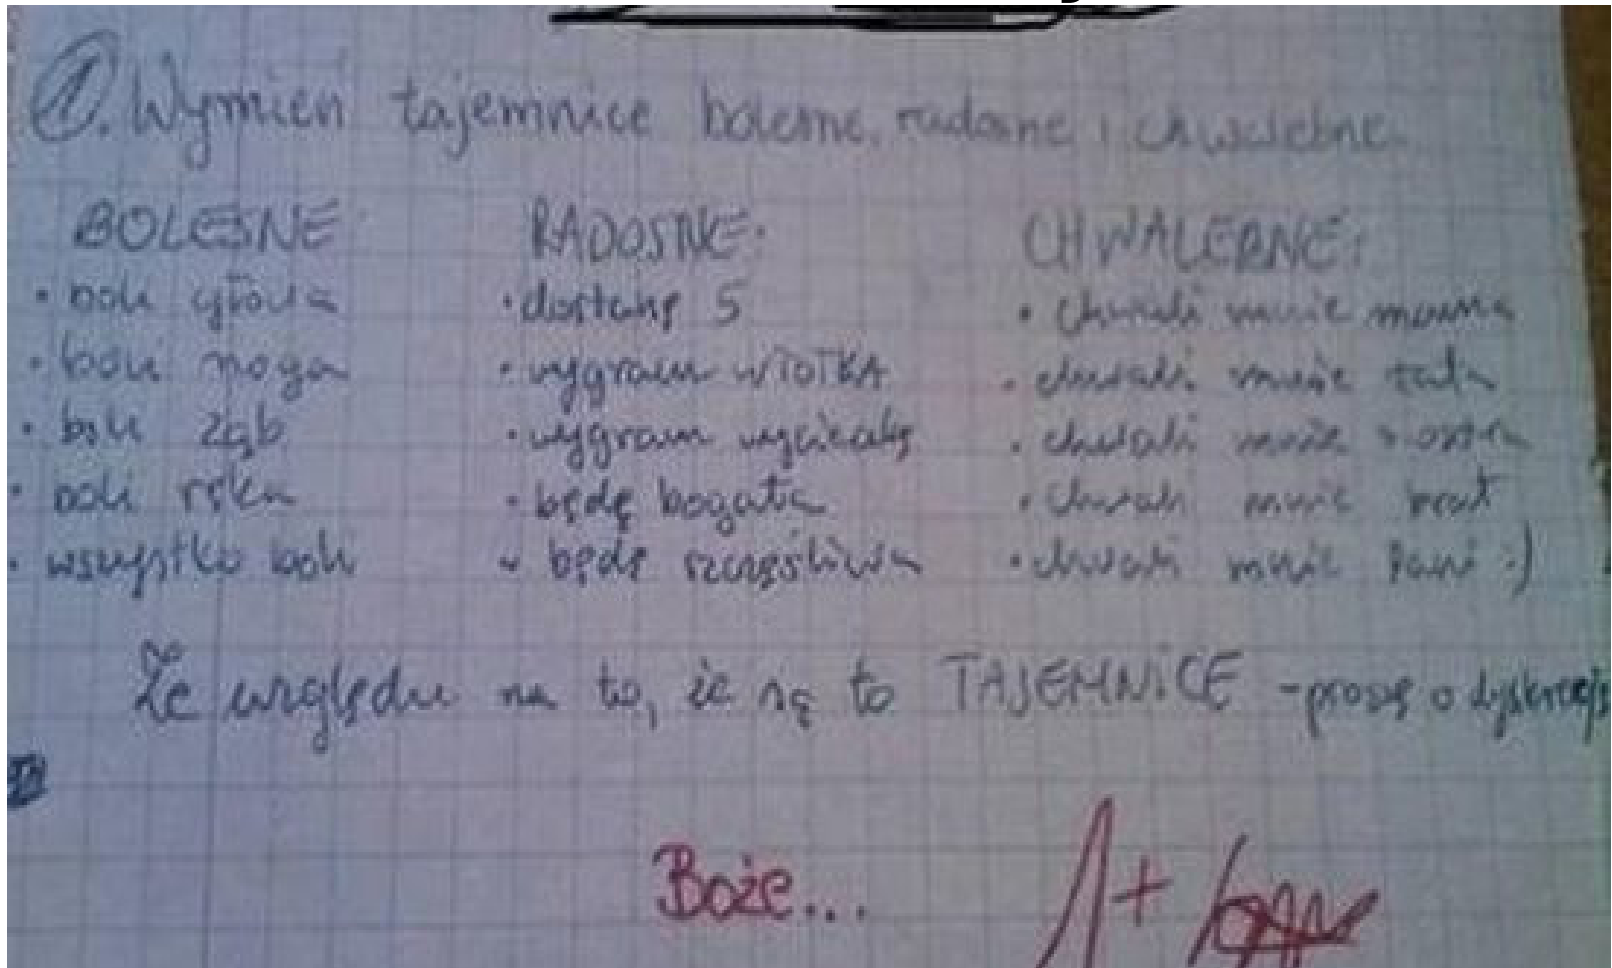 1. Wymień tajemnice bolesne, radosne i chwalebne.
BOLESNE: RADOSNE: CHWALEBNE:
• boli głowa • dostanę 5 • chwali mnie mama
• boli noga • wygram w TOTKA • chwali mnie tata
• boli ząb • wygram wycieczkę • chwali mnie siostra
• boli ręka • będę bogata • chwali mnie brat
• wszystko boli • będę szczęśliwa • chwali mnie Pani :)
Ze względu na to, że są to TAJEMNICE - proszę o dyskrecję
Boże... 1+